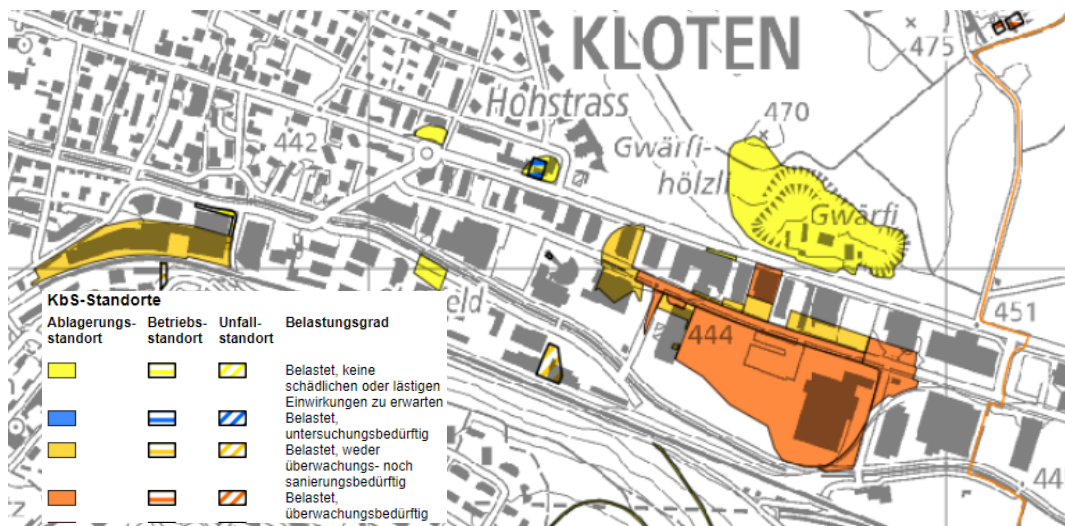 KLOTEN
475
Hohstrass
470
442
Gwärfi-
hölzli
Gwärfi
451
444
eld
KbS-Standorte
Ablagerungs-
standort
Betriebs-
standort
Unfall-
standort
Belastungsgrad
Belastet, keine
schädlichen oder lästigen
Einwirkungen zu erwarten
Belastet,
untersuchungsbedürftig
Belastet, weder
überwachungs- noch
sanierungsbedürftig
Belastet,
überwachungsbedürftig